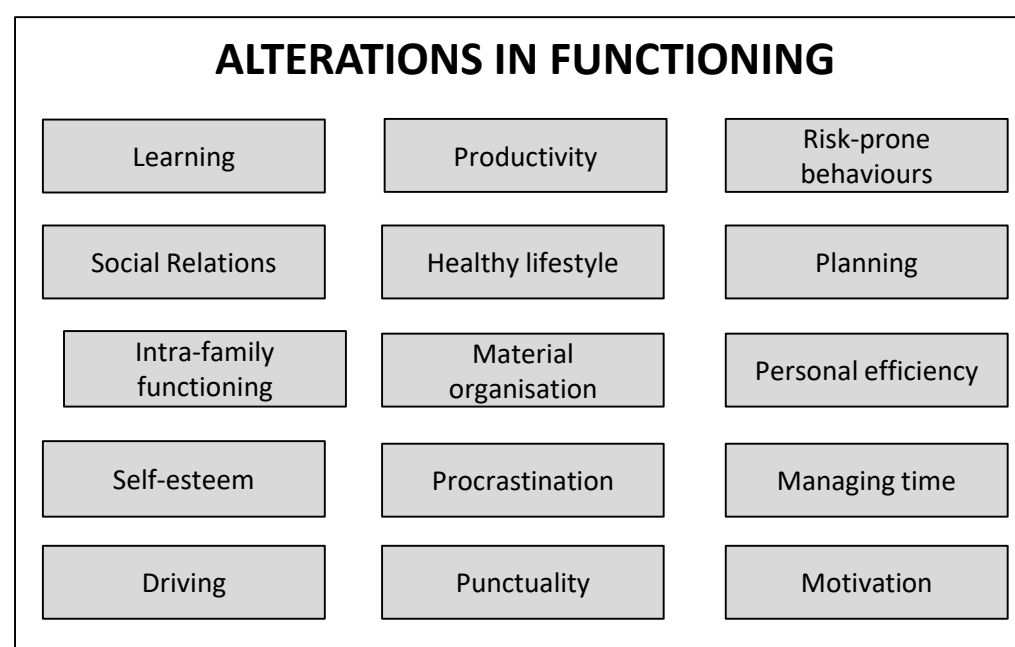 ALTERATIONS IN FUNCTIONING
Learning
Productivity
Risk-prone
behaviours
Social Relations
Healthy lifestyle
Planning
Intra-family
functioning
Material
organisation
Personal efficiency
Self-esteem
Procrastination
Managing time
Driving
Punctuality
Motivation